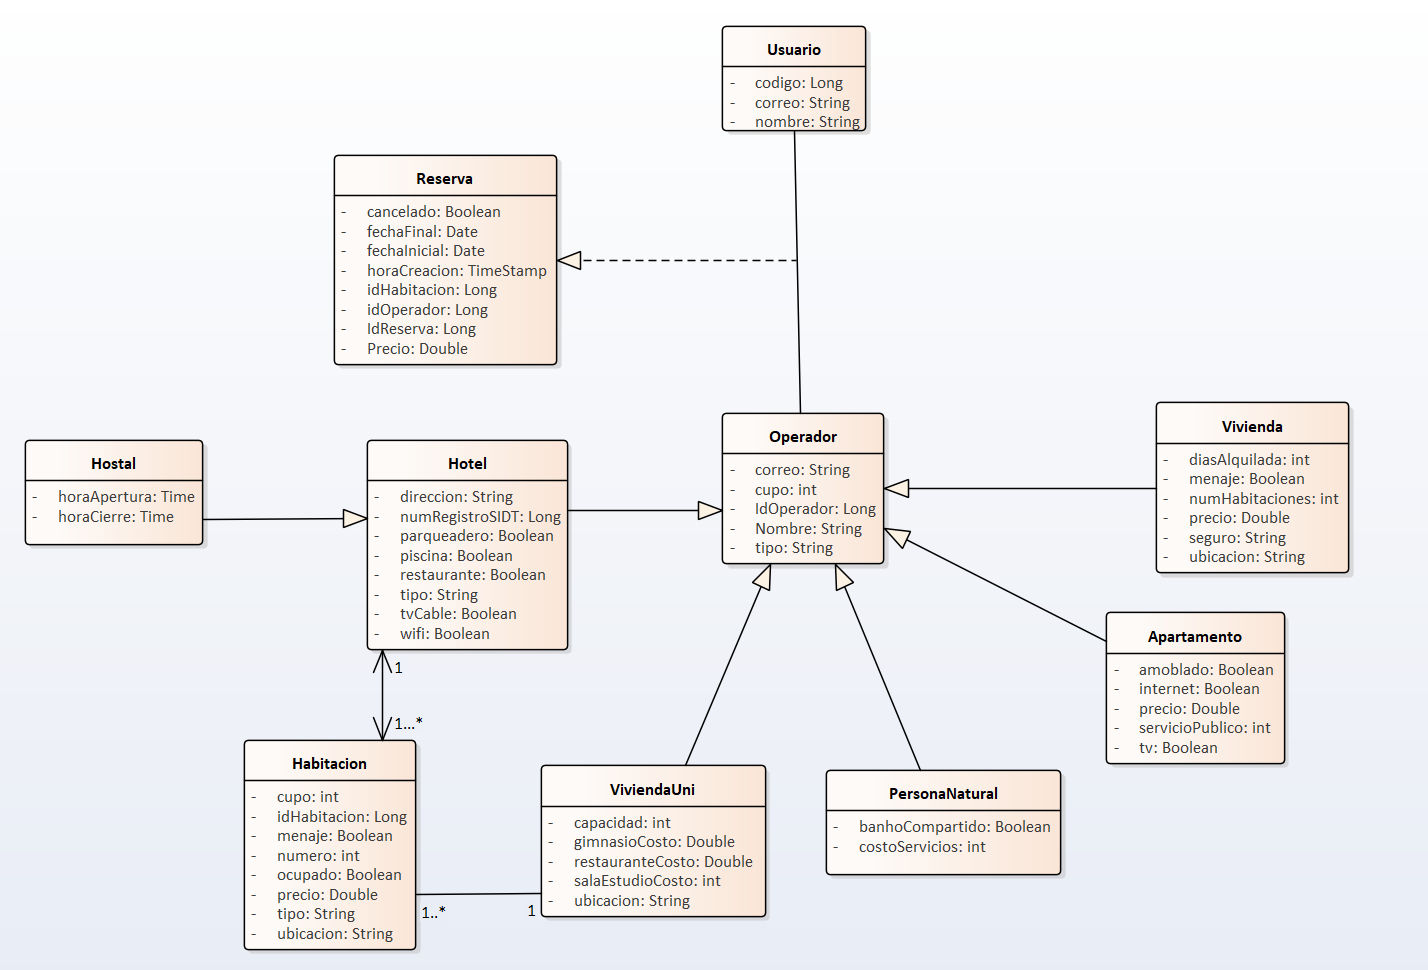 Usuario
- codigo: Long
- correo: String
- nombre: String
Reserva
- cancelado: Boolean
- fechaFinal: Date
- fechaInicial: Date
- horaCreacion: TimeStamp
- idHabitacion: Long
- idOperador: Long
- IdReserva: Long
- Precio: Double
Hostal
- horaApertura: Time
- horaCierre: Time
Hotel
- direccion: String
- numRegistroSIDT: Long
- parqueadero: Boolean
- piscina: Boolean
- restaurante: Boolean
- tipo: String
- tvCable: Boolean
- wifi: Boolean
Operador
- correo: String
- cupo: int
- IdOperador: Long
- Nombre: String
- tipo: String
Vivienda
- diasAlquilada: int
- menaje: Boolean
- numHabitaciones: int
- precio: Double
- seguro: String
- ubicacion: String
Apartamento
- amoblado: Boolean
- internet: Boolean
- precio: Double
- servicioPublico: int
- tv: Boolean
1
1...*
Habitacion
- cupo: int
- idHabitacion: Long
- menaje: Boolean
- numero: int
- ocupado: Boolean
- precio: Double
- tipo: String
- ubicacion: String
1..*
1
ViviendaUni
- capacidad: int
- gimnasioCosto: Double
- restauranteCosto: Double
- salaEstudioCosto: int
- ubicacion: String
PersonaNatural
- banhoCompartido: Boolean
- costoServicios: int